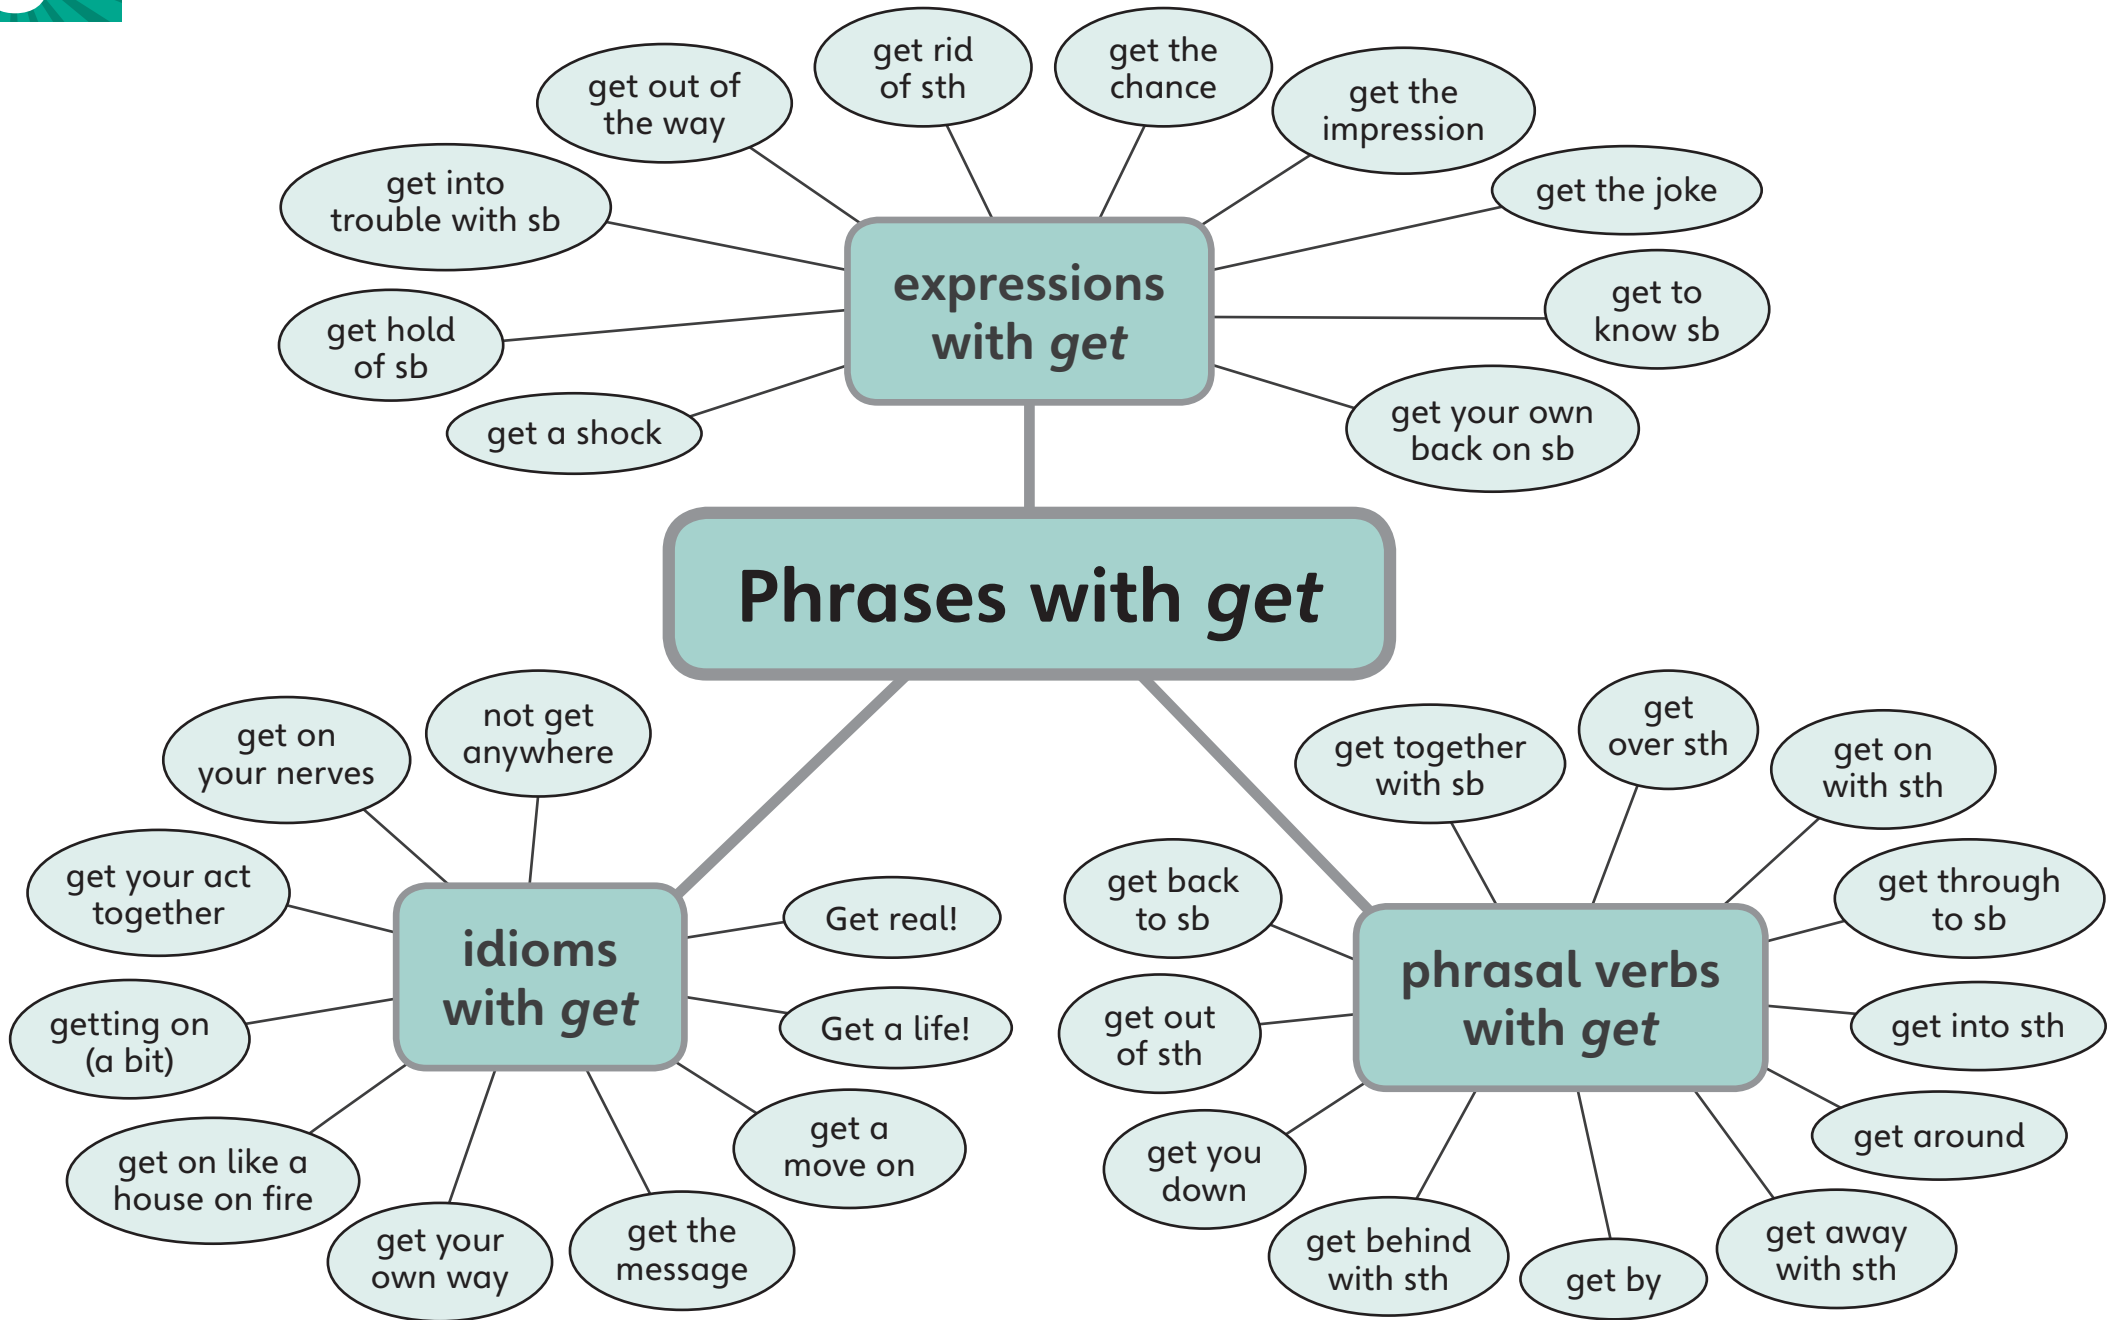 get rid
of sth
get the
chance
get out of
the way
get the
impression
get into
trouble with sb
get the joke
expressions
with get
get to
know sb
get hold
of sb
get your own
back on sb
get a shock
Phrases with get
not get
anywhere
get on
your nerves
get your act
together
Get real!
idioms
with get
getting on
(a bit)
Get a life!
get on like a
house on fire
get a
move on
get your
own way
get the
message
get
over sth
get together
with sb
get on
with sth
get back
to sb
get through
to sb
phrasal verbs
with get
get out
of sth
get into sth
get you
down
get around
get behind
with sth
get by
get away
with sth